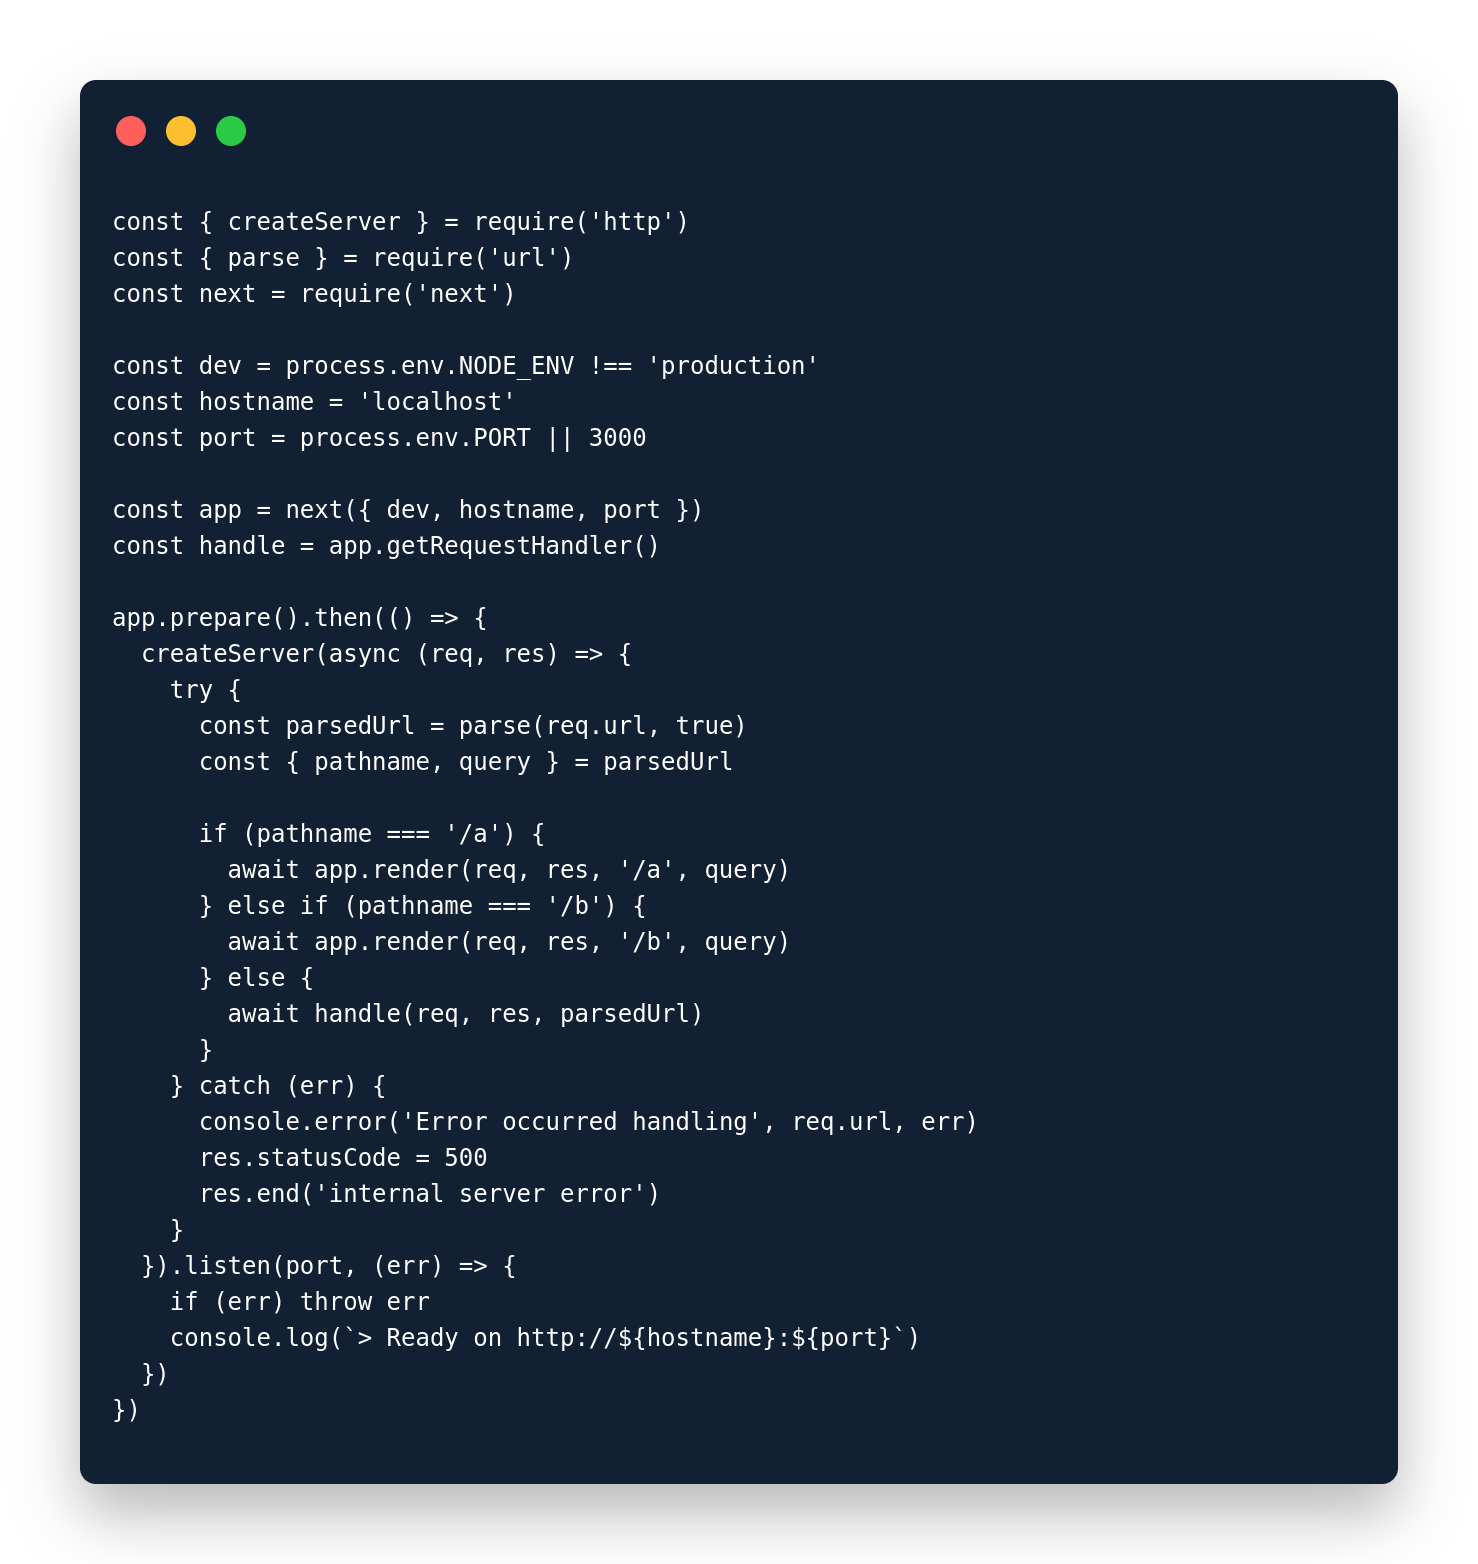 const { createServer } = require('http')
const { parse } = require('url')
const next = require('next')

const dev = process.env.NODE_ENV !== 'production'
const hostname = 'localhost'
const port = process.env.PORT || 3000

const app = next({ dev, hostname, port })
const handle = app.getRequestHandler()

app.prepare().then(() => {
  createServer(async (req, res) => {
    try {
      const parsedUrl = parse(req.url, true)
      const { pathname, query } = parsedUrl

      if (pathname === '/a') {
        await app.render(req, res, '/a', query)
      } else if (pathname === '/b') {
        await app.render(req, res, '/b', query)
      } else {
        await handle(req, res, parsedUrl)
      }
    } catch (err) {
      console.error('Error occurred handling', req.url, err)
      res.statusCode = 500
      res.end('internal server error')
    }
  }).listen(port, (err) => {
    if (err) throw err
    console.log(`> Ready on http://${hostname}:${port}`)
  })
})